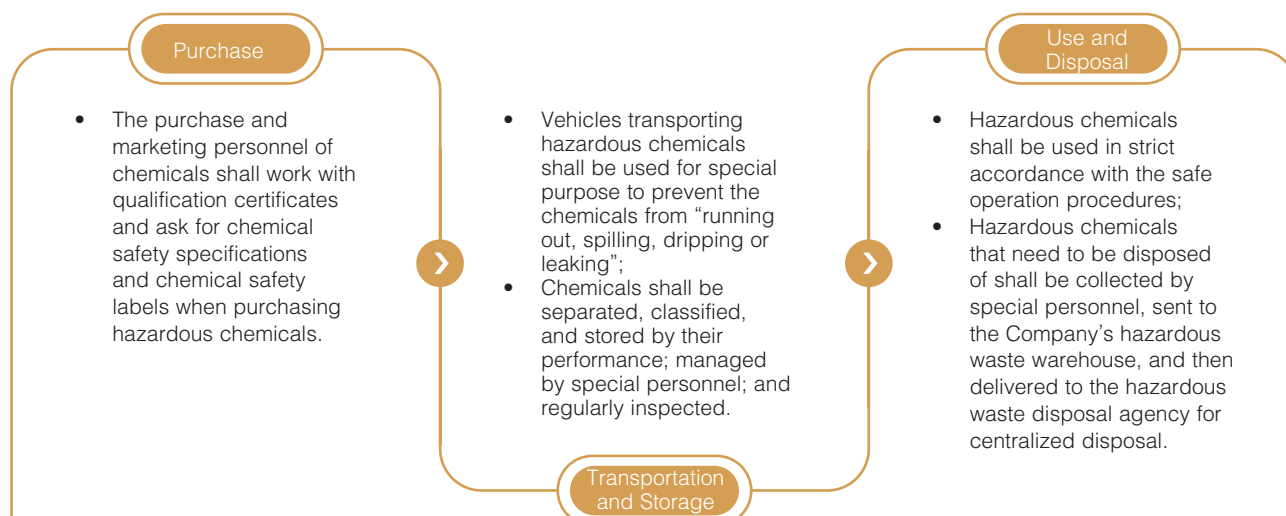 Purchase
• The purchase and
marketing personnel of
chemicals shall work with
qualification certificates
and ask for chemical
safety specifications
and chemical safety
labels when purchasing
hazardous chemicals.
• Vehicles transporting
hazardous chemicals
shall be used for special
purpose to prevent the
chemicals from “running
out, spilling, dripping or
leaking”;
• Chemicals shall be
separated, classified,
and stored by their
performance; managed
by special personnel; and
regularly inspected.
Transportation
and Storage
Use and
Disposal
• Hazardous chemicals
shall be used in strict
accordance with the safe
operation procedures;
• Hazardous chemicals
that need to be disposed
of shall be collected by
special personnel, sent to
the Company’s hazardous
waste warehouse, and then
delivered to the hazardous
waste disposal agency for
centralized disposal.